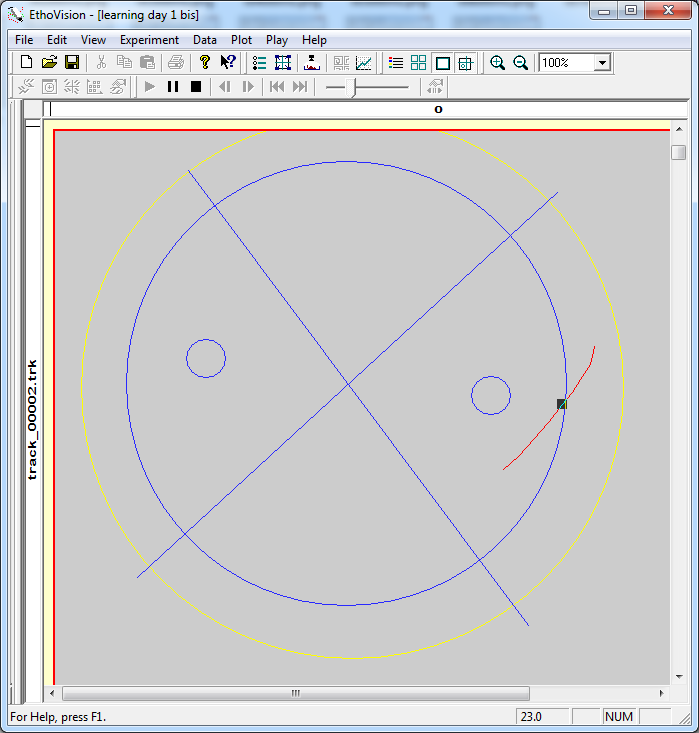 EthoVision - [learning day 1 bis]
File Edit View Experiment Data Plot Play Help
100%
O
track_00002.trk
For Help, press F1.
23.0
NUM